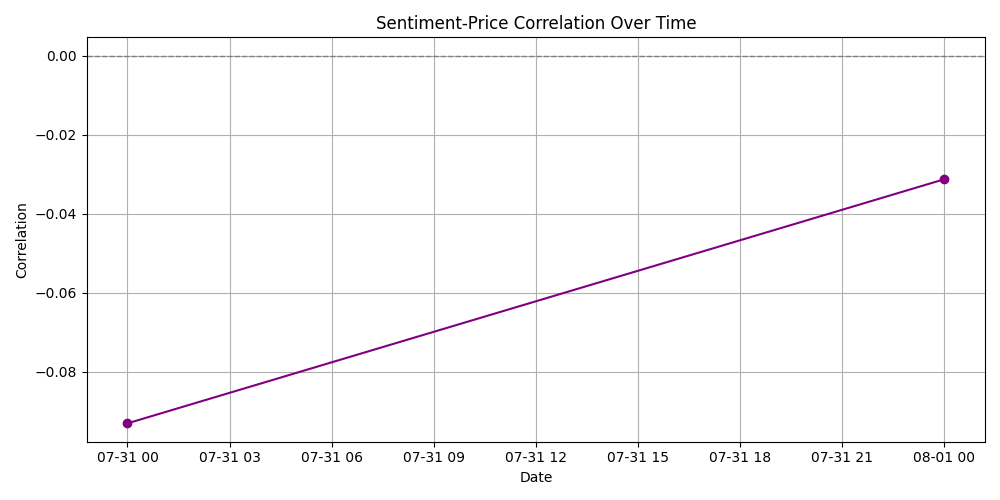 Sentiment-Price Correlation Over Time
Correlation
0.00
−0.02
−0.04
−0.06
−0.08
07-31 00 07-31 03 07-31 06 07-31 09 07-31 12 07-31 15 07-31 18 07-31 21 08-01 00
Date